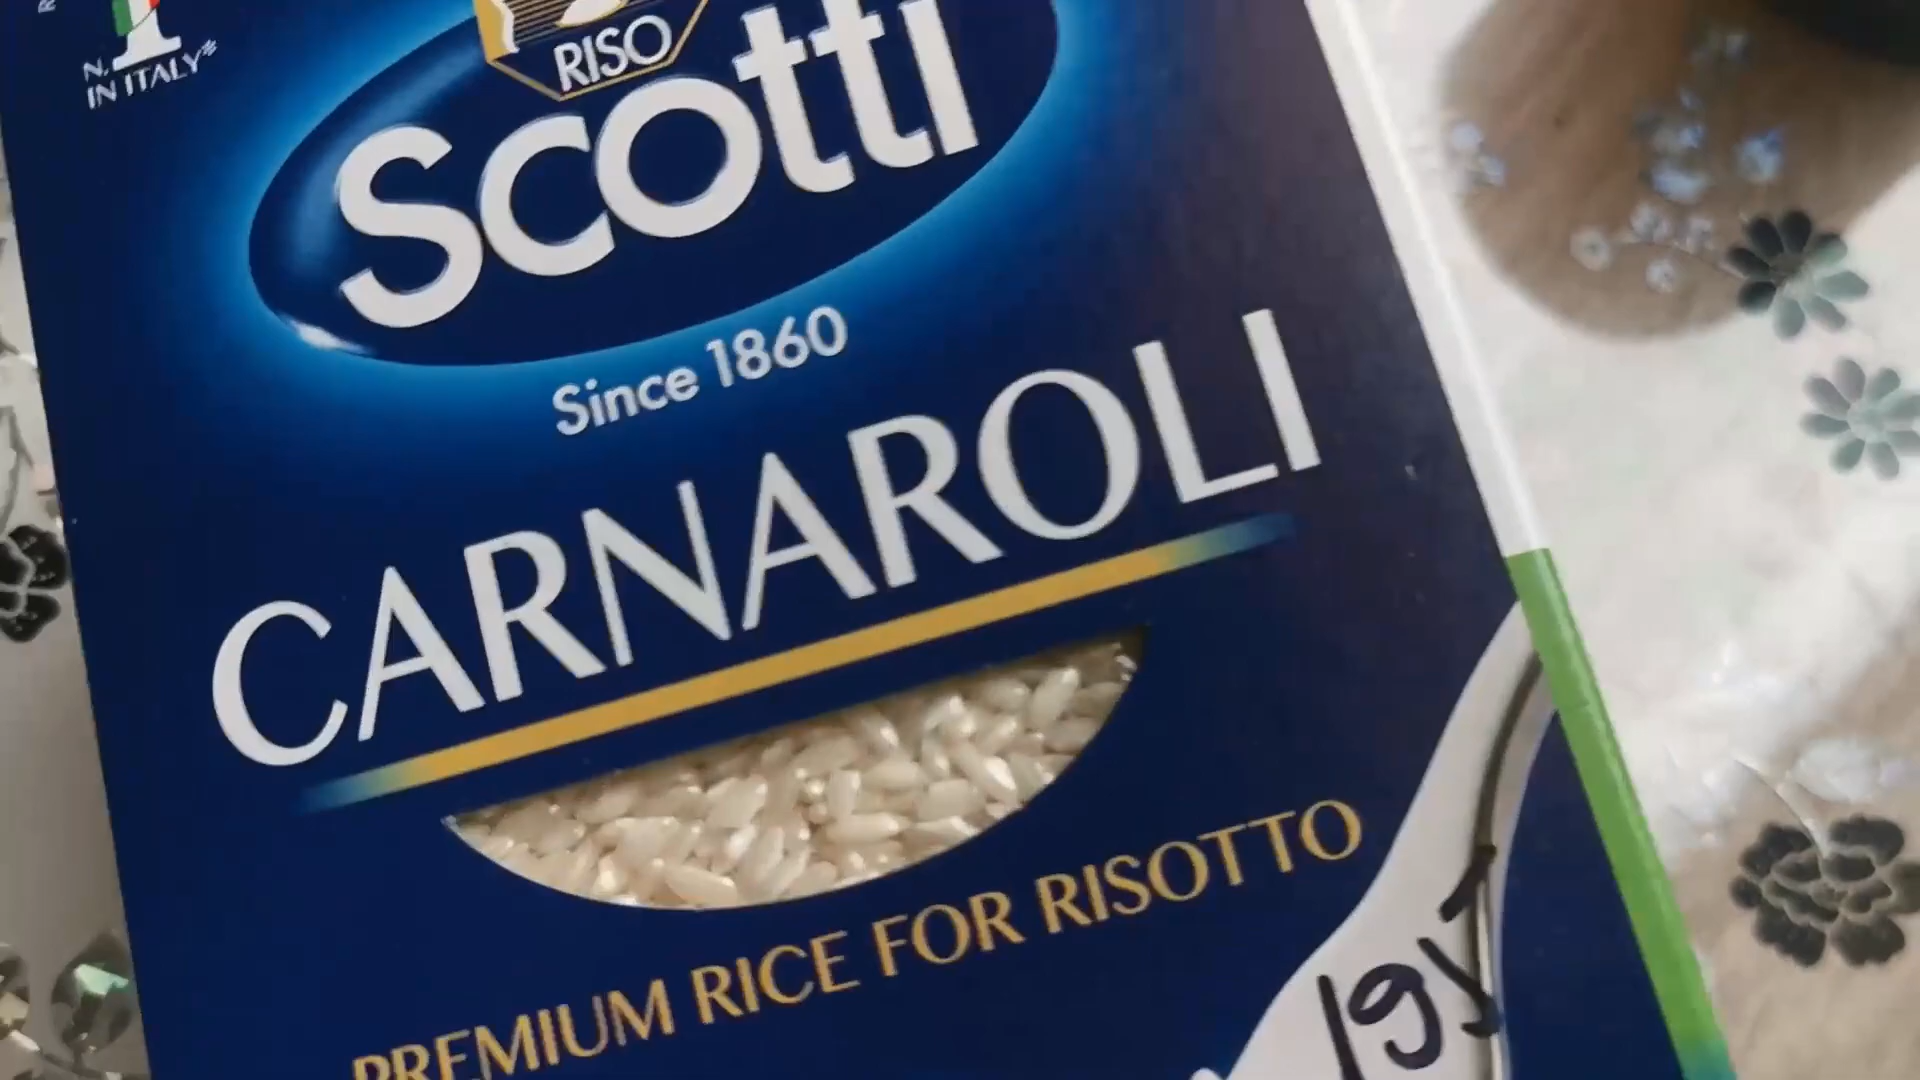 N.1
IN ITALY*
RISO
Scotti
Since 1860
CARNAROLI
PREMIUM RICE FOR RISOTTO